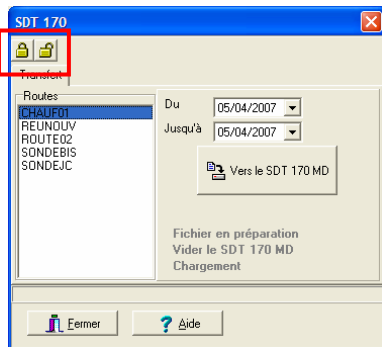 SDT 170
Transfert
Routes
CHAUF01
REUNOUV
ROUTE02
SONDEBIS
SONDEJC
Du
05/04/2007
Jusqu'à
05/04/2007
Vers le SDT 170 MD
Fichier en préparation
Vider le SDT 170 MD
Chargement
Fermer
? Aide